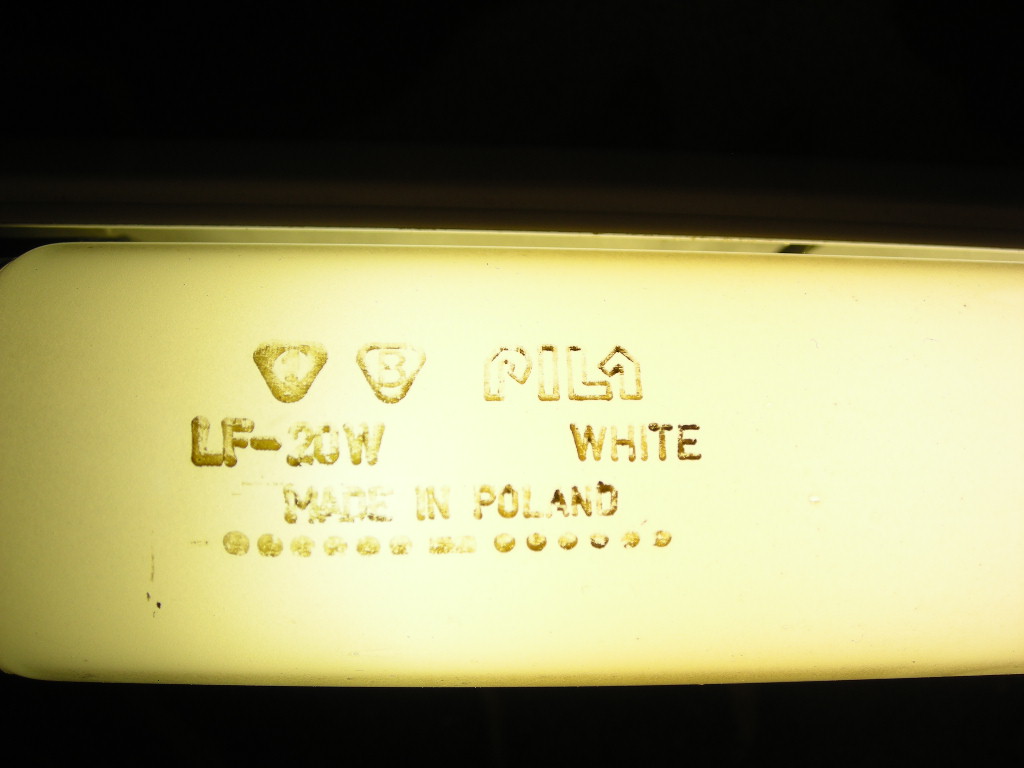 B PILA
LF-20W WHITE
MADE IN POLAND